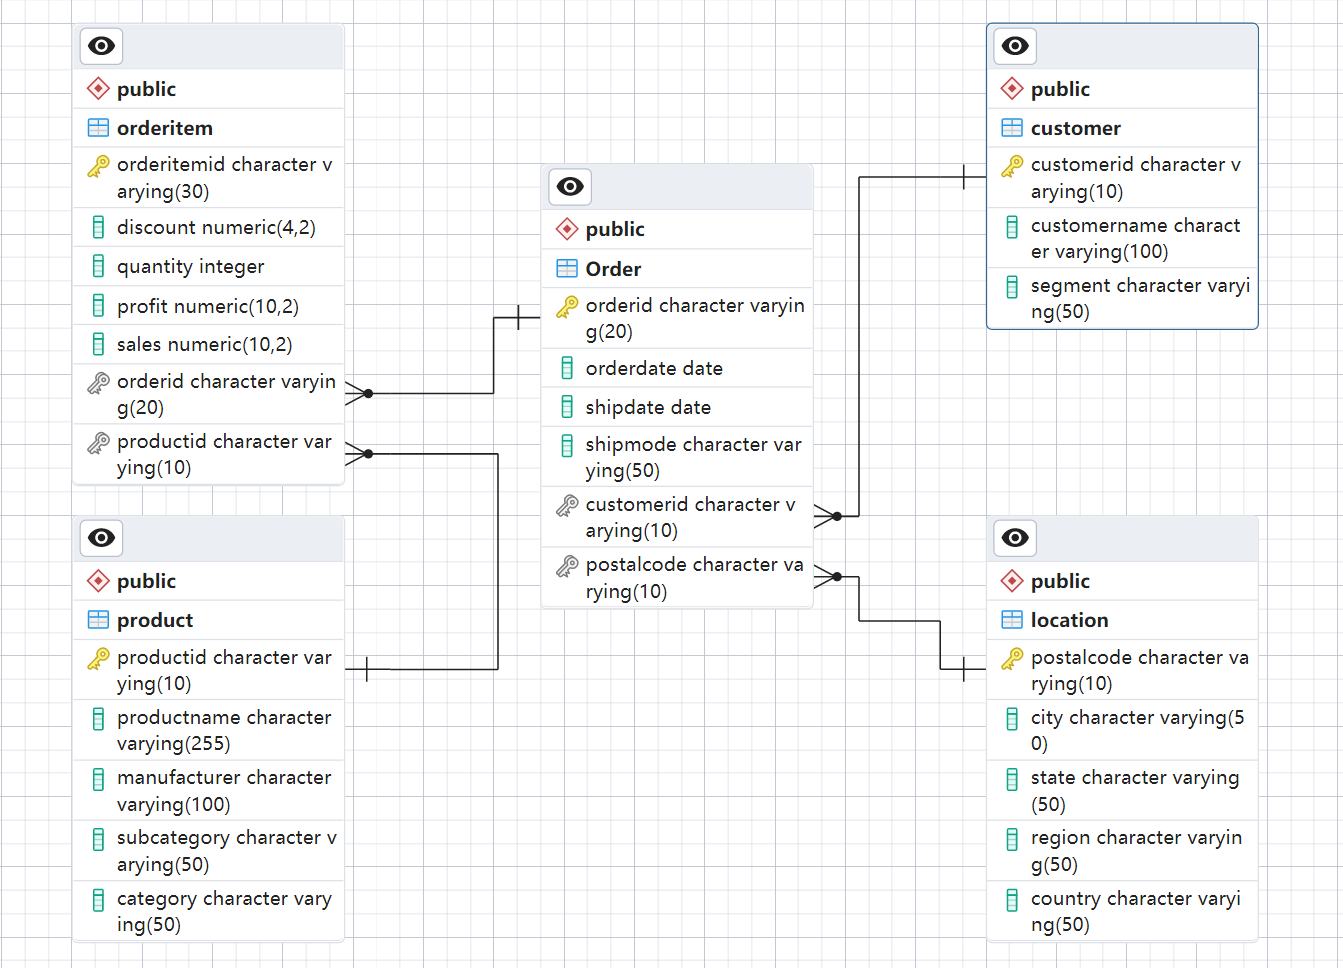 public
orderitem
orderitemid character v
arying(30)
discount numeric(4,2)
quantity integer
profit numeric(10,2)
sales numeric(10,2)
orderid character varyin
g(20)
productid character var
ying(10)
public
product
productid character var
ying(10)
productname character
varying(255)
manufacturer character
varying(100)
subcategory character v
arying(50)
category character vary
ing(50)
public
Order
orderid character varyin
g(20)
orderdate date
shipdate date
shipmode character var
ying(50)
customerid character v
arying(10)
postalcode character va
rying(10)
public
customer
customerid character v
arying(10)
customername charact
er varying(100)
segment character varyi
ng(50)
public
location
postalcode character va
rying(10)
city character varying(5
0)
state character varying
(50)
region character varyin
g(50)
country character varyi
ng(50)